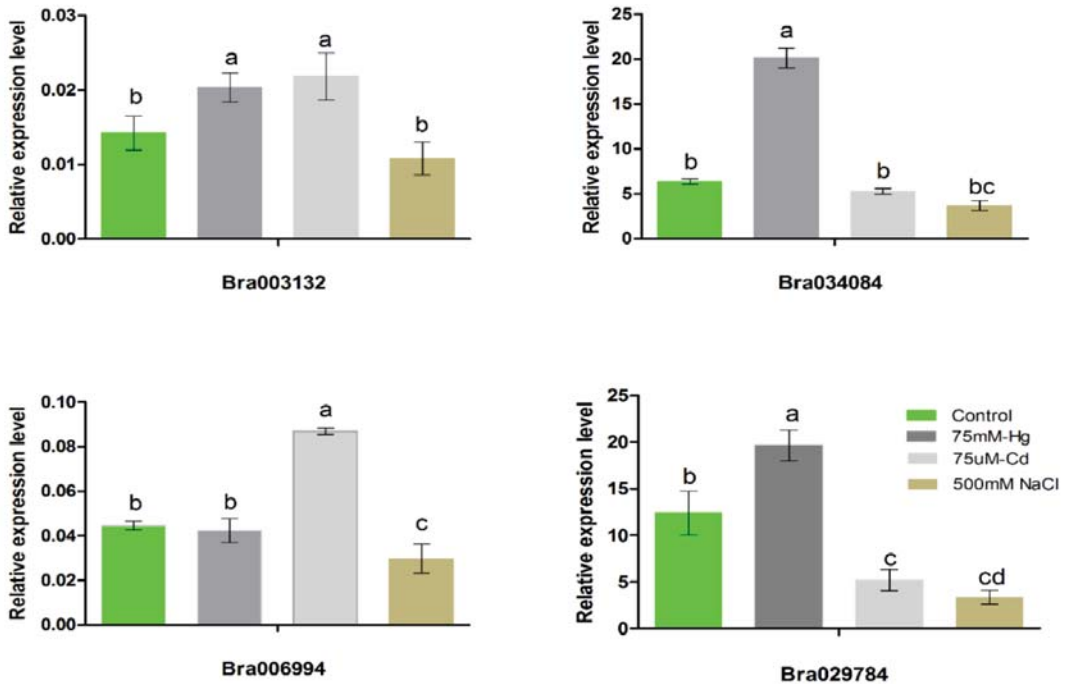 Relative expression level
0.03
0.02
0.01
0.00
b
a
a
b
Bra003132
Relative expression level
25
20
15
10
5
0
b
a
b
bc
Bra034084
Relative expression level
0.10
0.08
0.06
0.04
0.02
0.00
b
b
a
c
Bra006994
Relative expression level
25
20
15
10
5
0
b
a
c
cd
Control
75mM-Hg
75uM-Cd
500mM NaCl
Bra029784